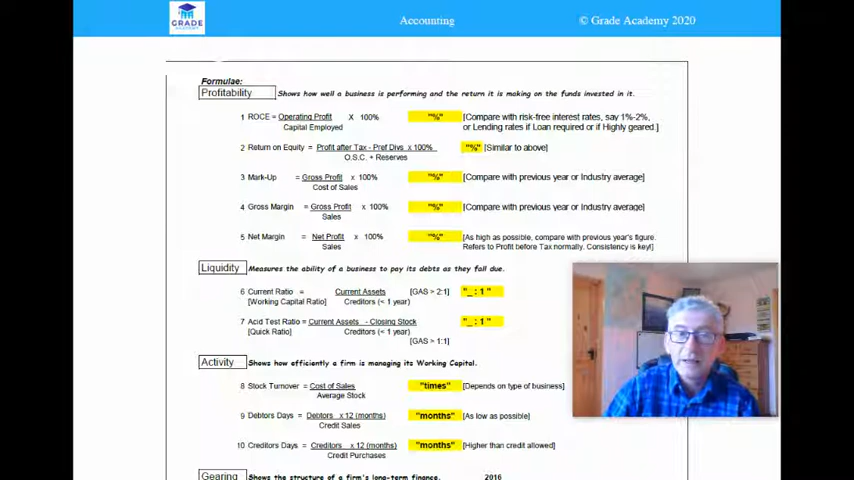 GRADE
ACADEMY
Accounting
© Grade Academy 2020
Formulae:
Profitability Shows how well a business is performing and the return it is making on the funds invested in it.
1 ROCE = Operating Profit X 100% "%" [Compare with risk-free interest rates, say 1%-2%,
Capital Employed or Lending rates if Loan required or if Highly geared.]
2 Return on Equity = Profit after Tax - Pref Divs x 100% "%" [Similar to above]
O.S.C. + Reserves
3 Mark-Up = Gross Profit x 100% "%" [Compare with previous year or Industry average]
Cost of Sales
4 Gross Margin = Gross Profit x 100% "%" [Compare with previous year or Industry average]
Sales
5 Net Margin = Net Profit x 100% "%" [As high as possible, compare with previous year's figure.
Sales Refers to Profit before Tax normally. Consistency is key!]
Liquidity Measures the ability of a business to pay its debts as they fall due.
6 Current Ratio = Current Assets [GAS > 2:1] "_ : 1 "
[Working Capital Ratio] Creditors (< 1 year)
7 Acid Test Ratio = Current Assets - Closing Stock "_ : 1 "
[Quick Ratio] Creditors (< 1 year)
[GAS > 1:1]
Activity Shows how efficiently a firm is managing its Working Capital.
8 Stock Turnover = Cost of Sales "times" [Depends on type of business]
Average Stock
9 Debtors Days = Debtors x 12 (months) "months" [As low as possible]
Credit Sales
10 Creditors Days = Creditors x 12 (months) "months" [Higher than credit allowed]
Credit Purchases
Gearing Shows the structure of a firm's long-term finance. 2016